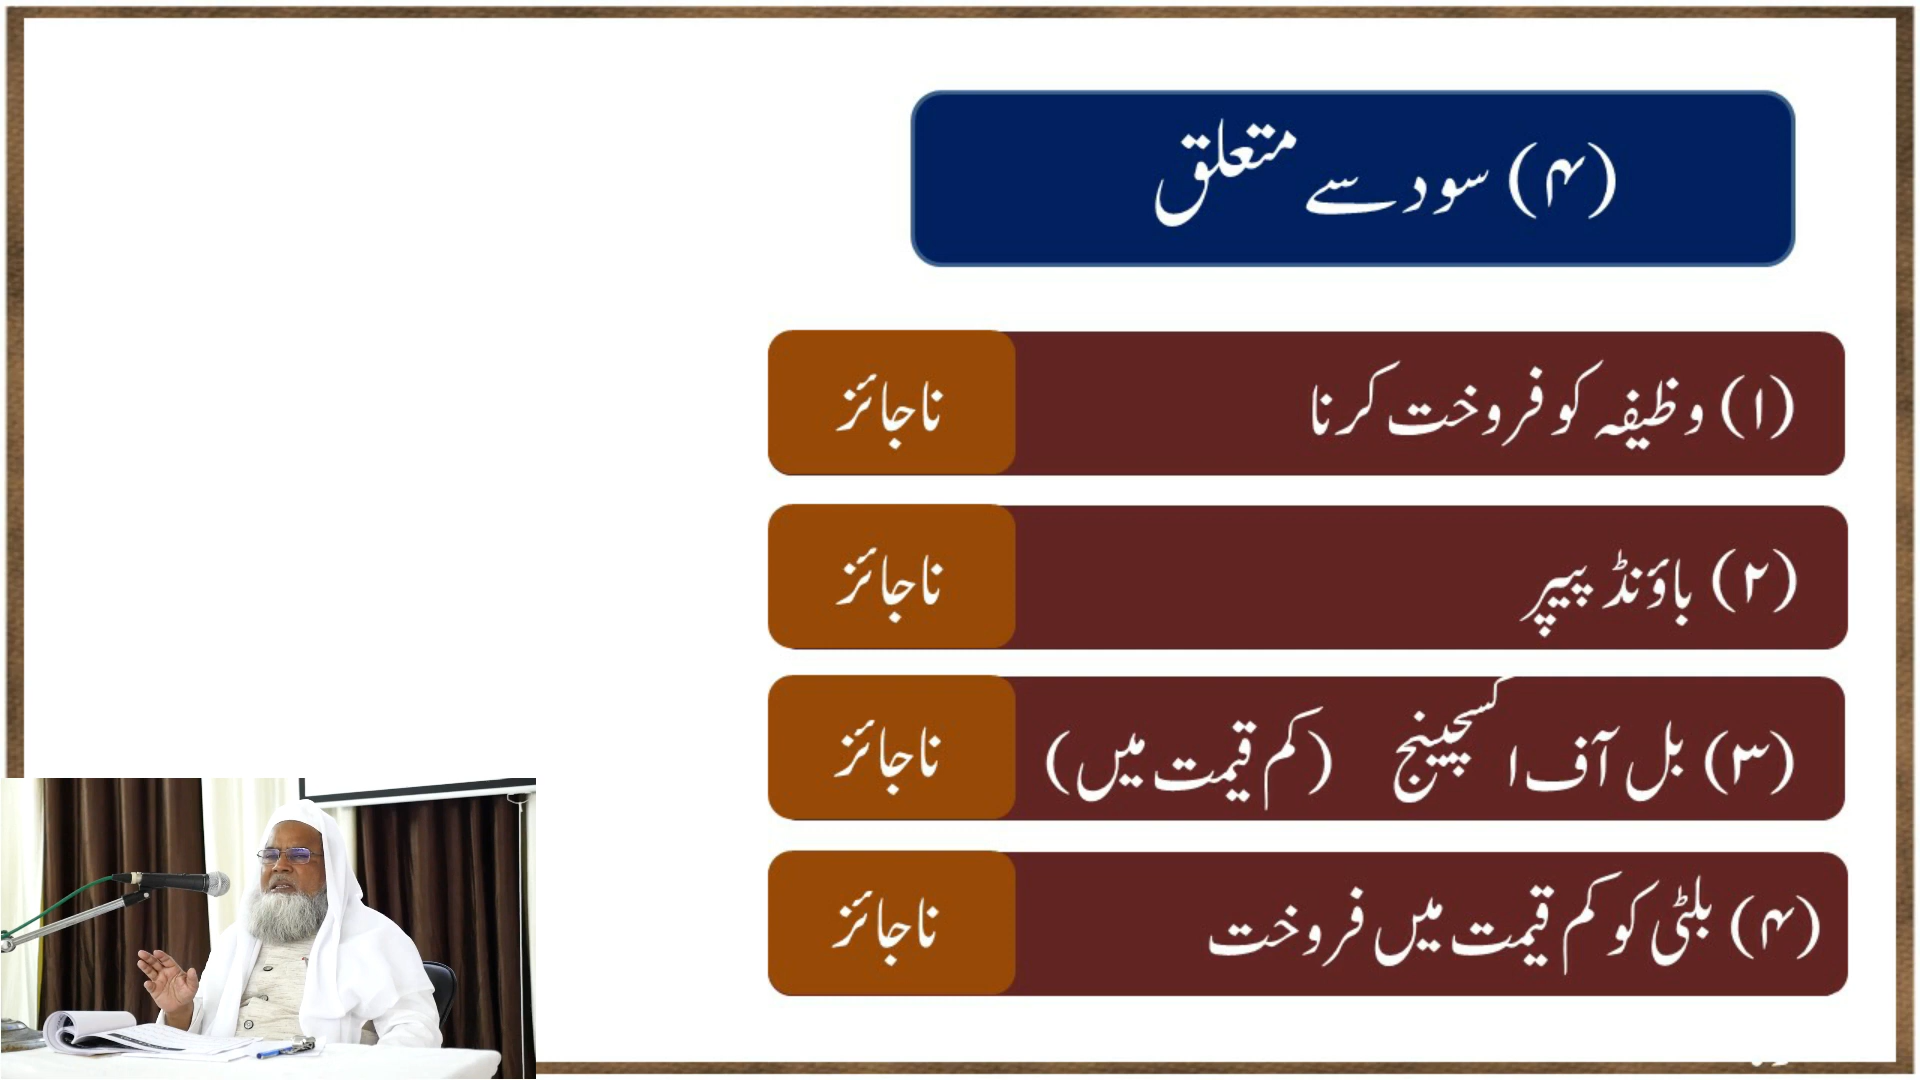 (۴) سود سے متعلق
(۱) وظیفہ کو فروخت کرنا ناجائز
(۲) باؤنڈ پیپر ناجائز
(۳) بل آف اکسچینج (کم قیمت میں) ناجائز
(۴) بلٹی کو کم قیمت میں فروخت ناجائز